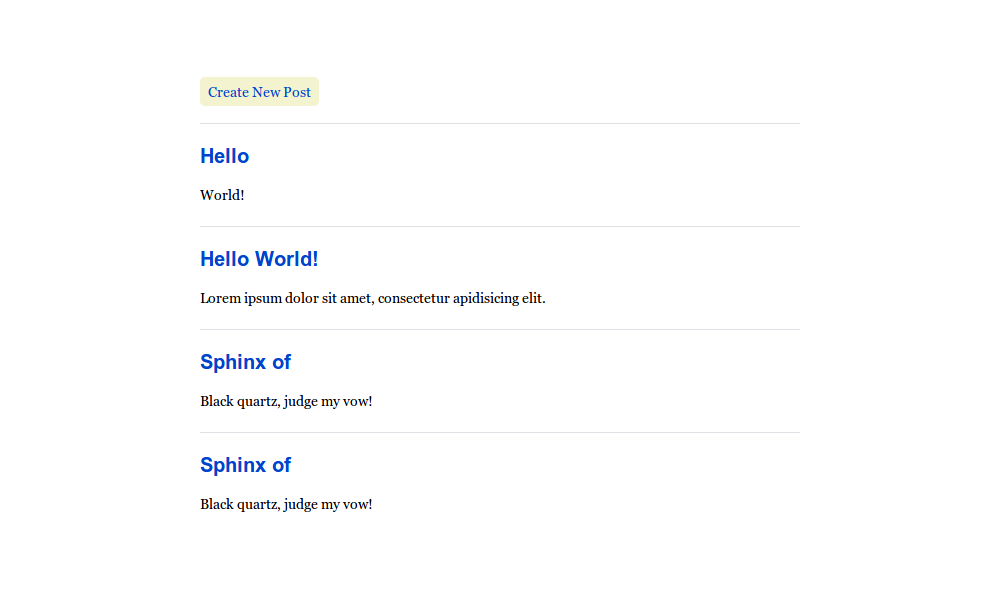 Create New Post
Hello
World!
Hello World!
Lorem ipsum dolor sit amet, consectetur apidisicing elit.
Sphinx of
Black quartz, judge my vow!
Sphinx of
Black quartz, judge my vow!